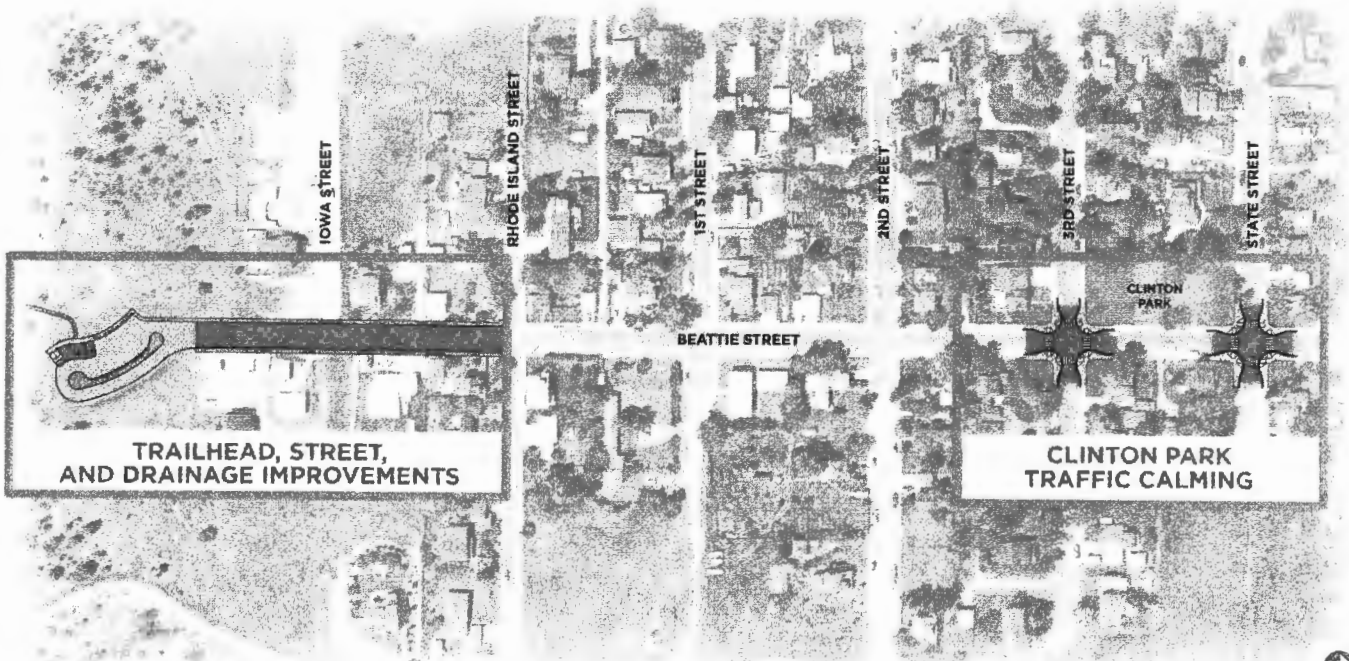 IOWA STREET
RHODE ISLAND STREET
1ST STREET
2ND STREET
3RD STREET
STATE STREET
CLINTON
PARK
BEATTIE STREET
TRAILHEAD, STREET,
AND DRAINAGE IMPROVEMENTS
CLINTON PARK
TRAFFIC CALMING